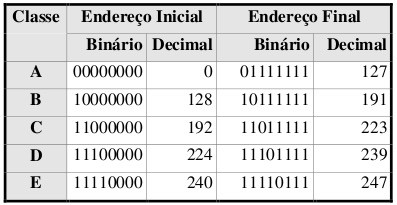 Classe Endereço Inicial Endereço Final
Binário Decimal Binário Decimal
A 00000000 0 01111111 127
B 10000000 128 10111111 191
C 11000000 192 11011111 223
D 11100000 224 11101111 239
E 11110000 240 11110111 247